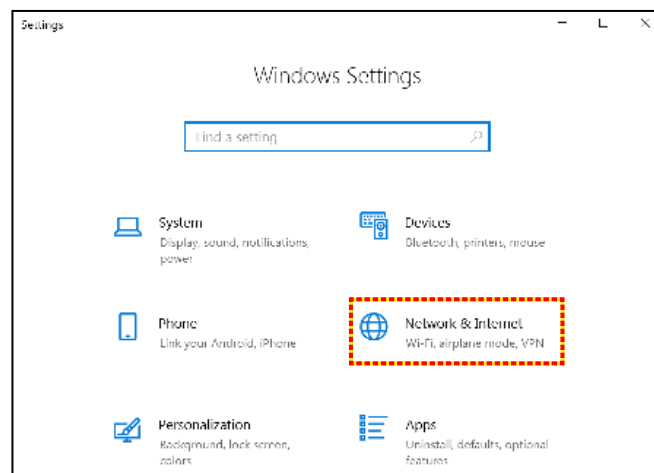 Settings
Windows Settings
Find a setting
System
Display, sound, notifications,
power
Devices
Bluetooth, printers, mouse
Phone
Link your Android, iPhone
Network & Internet
Wi-Fi, airplane mode, VPN
Personalization
Background, lock screen,
colors
Apps
Uninstall, defaults, optional
features